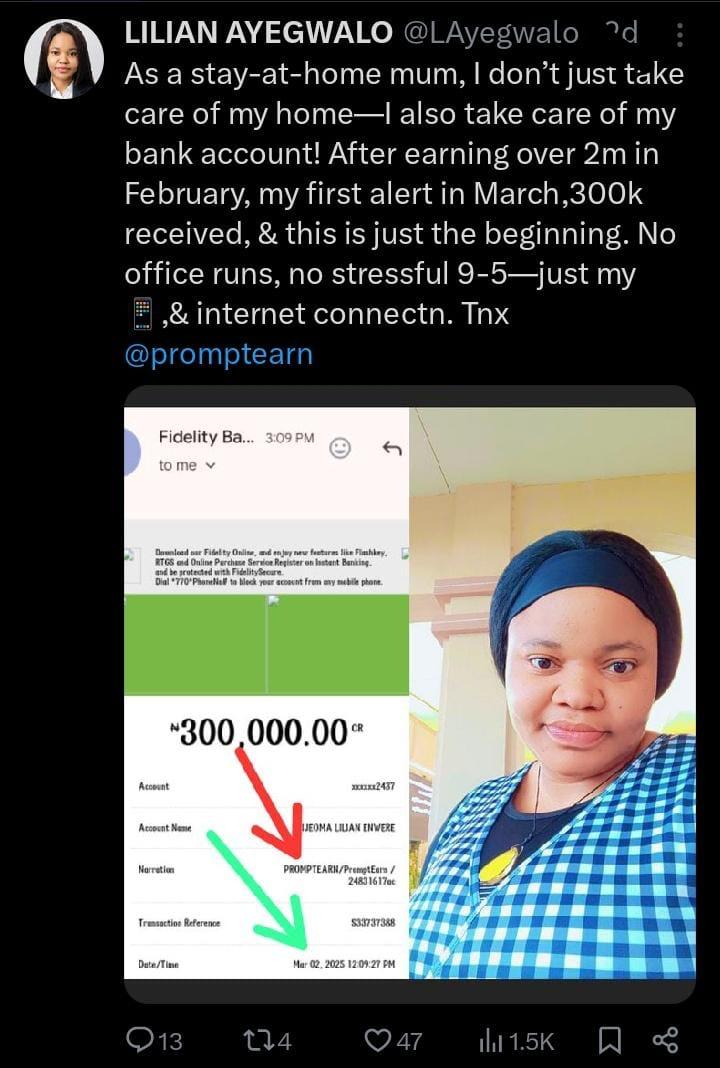 LILIAN AYEGWALO @LAyegwalo 2d
As a stay-at-home mum, I don’t just take
care of my home—I also take care of my
bank account! After earning over 2m in
February, my first alert in March,300k
received, & this is just the beginning. No
office runs, no stressful 9-5—just my
📱,& internet connectn. Tnx
@promptearn
Fidelity Ba... 3:09 PM
to me
Download our Fidelity Online, and enjoy new features like Flashkey,
RTGS and Online Purchase Service.Register on Instant Banking,
and be protected with FidelitySecure.
Dial *770*PhoneNo# to block your account from any mobile phone.
₦300,000.00 CR
Account xxxxxx2437
Account Name IJEOMA LILIAN ENWERE
Narration PROMPTEARN/PromptEarn /
24831617oc
Transaction Reference S33737388
Date/Time Mar 02, 2025 12:09:27 PM
13 4 47 1.5K